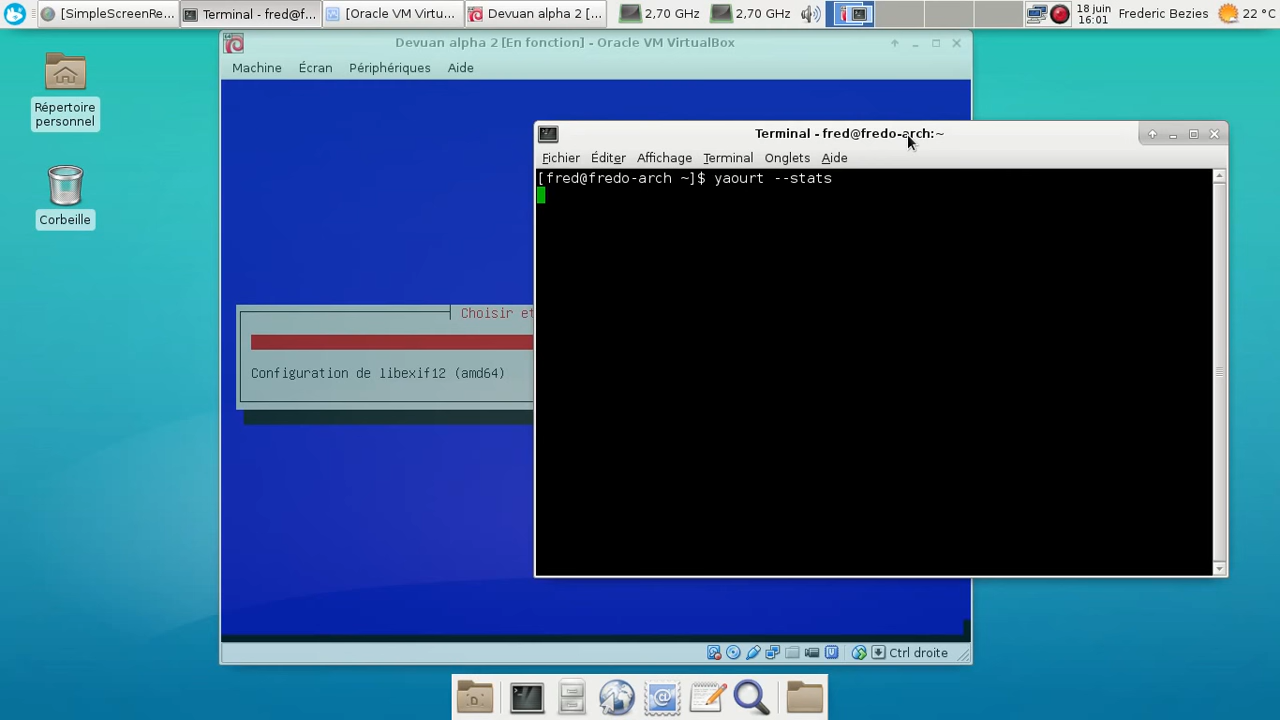 [SimpleScreenRe...
Terminal - fred@f...
[Oracle VM Virtu...
Devuan alpha 2 [...
2,70 GHz
2,70 GHz
18 juin
16:01
Frederic Bezies
22 °C
Répertoire
personnel
Corbeille
Devuan alpha 2 [En fonction] - Oracle VM VirtualBox
Machine Écran Périphériques Aide
Choisir et
Configuration de libexif12 (amd64)
Ctrl droite
Terminal - fred@fredo-arch:~
Fichier Éditer Affichage Terminal Onglets Aide
[fred@fredo-arch ~]$ yaourt --stats